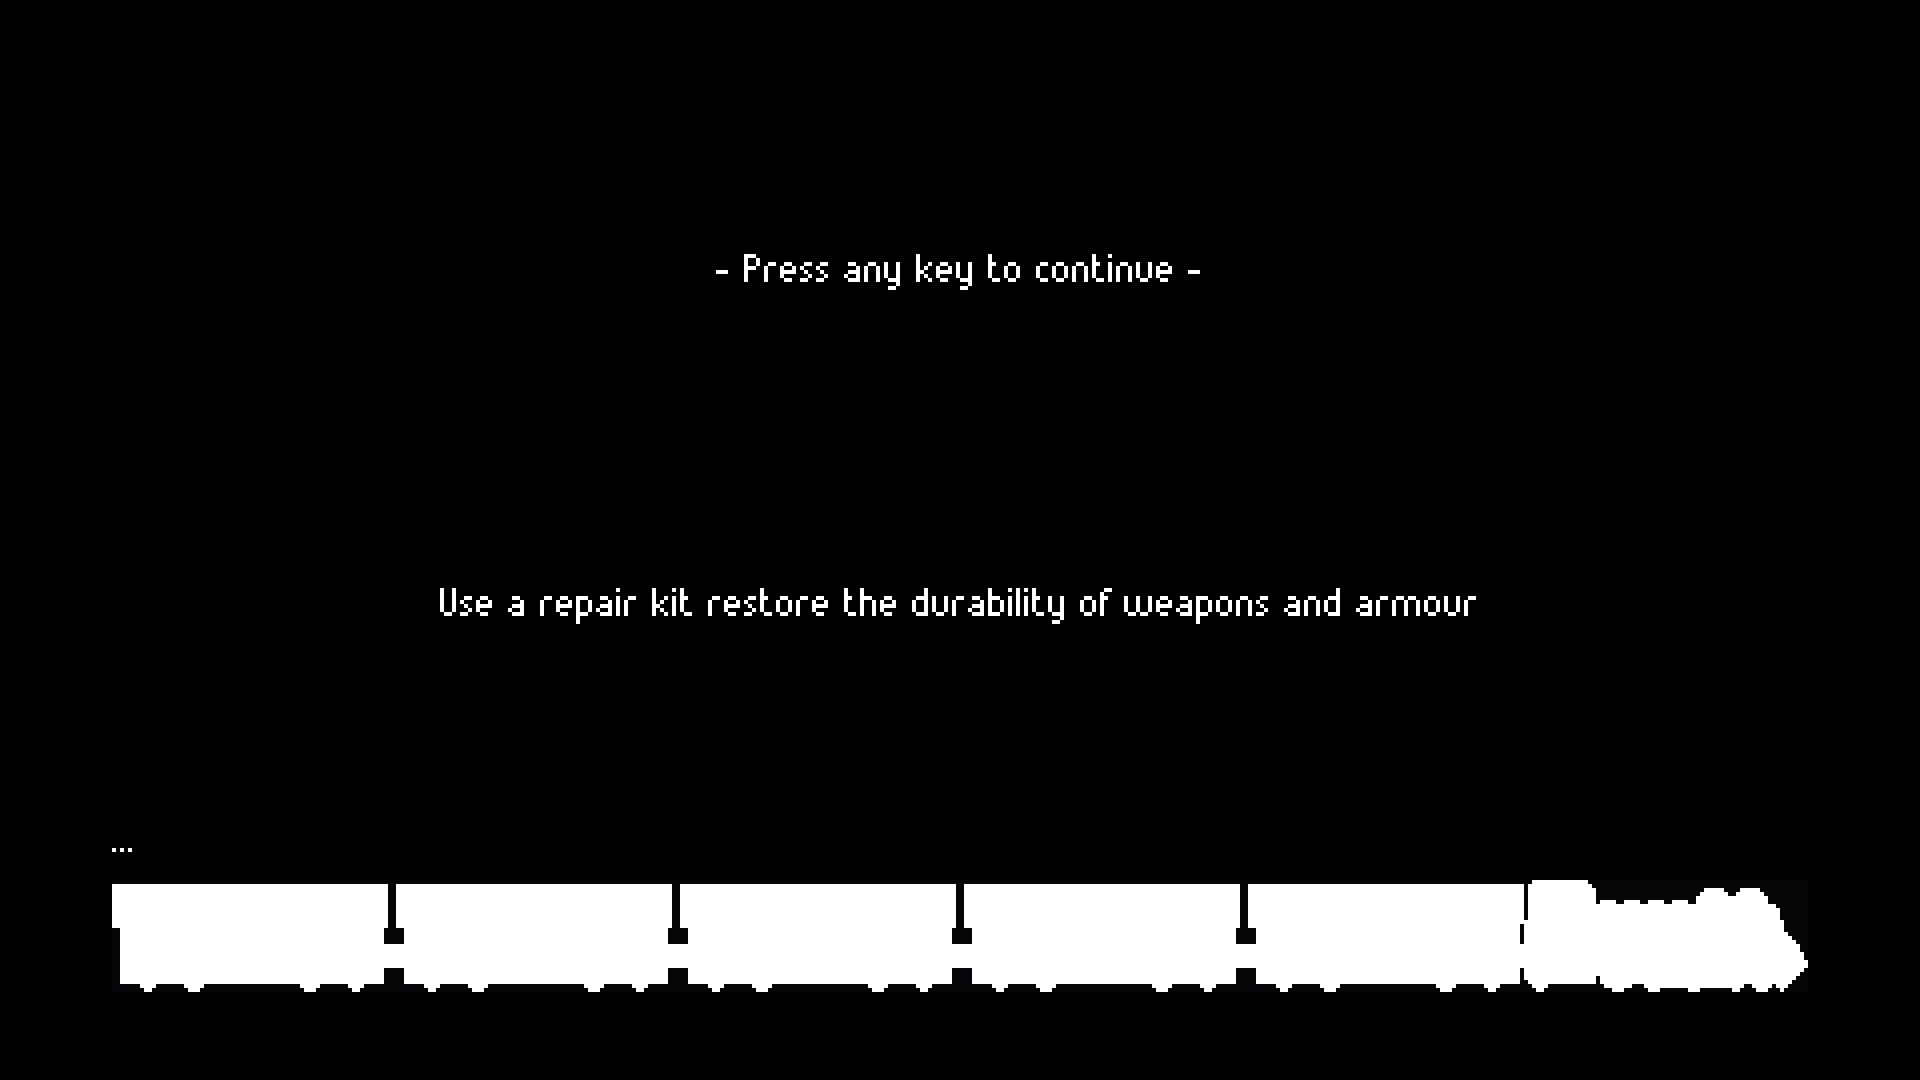 - Press any key to continue -
Use a repair kit restore the durability of weapons and armour
...